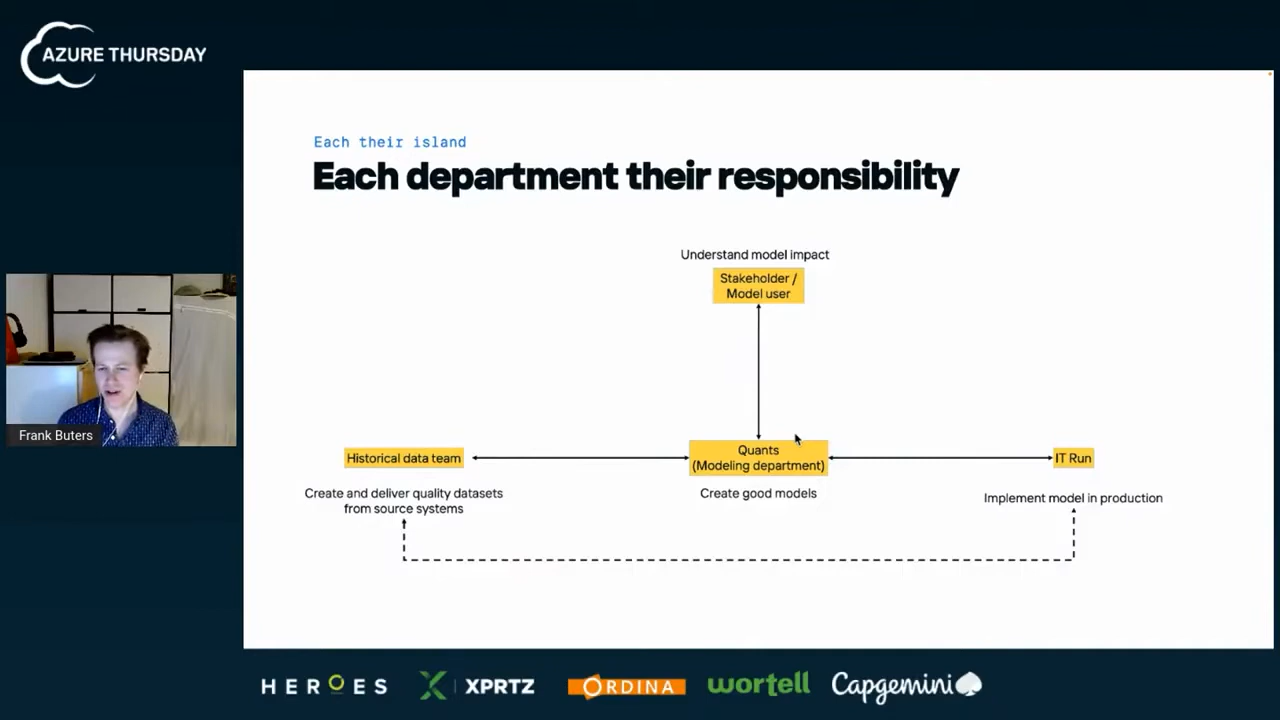 AZURE THURSDAY
Each their island
Each department their responsibility
Understand model impact
Stakeholder /
Model user
Historical data team
Quants
(Modeling department)
IT Run
Create and deliver quality datasets
from source systems
Create good models
Implement model in production
Frank Buters
HEROES
XPRTZ
ORDINA
wortell
Capgemini